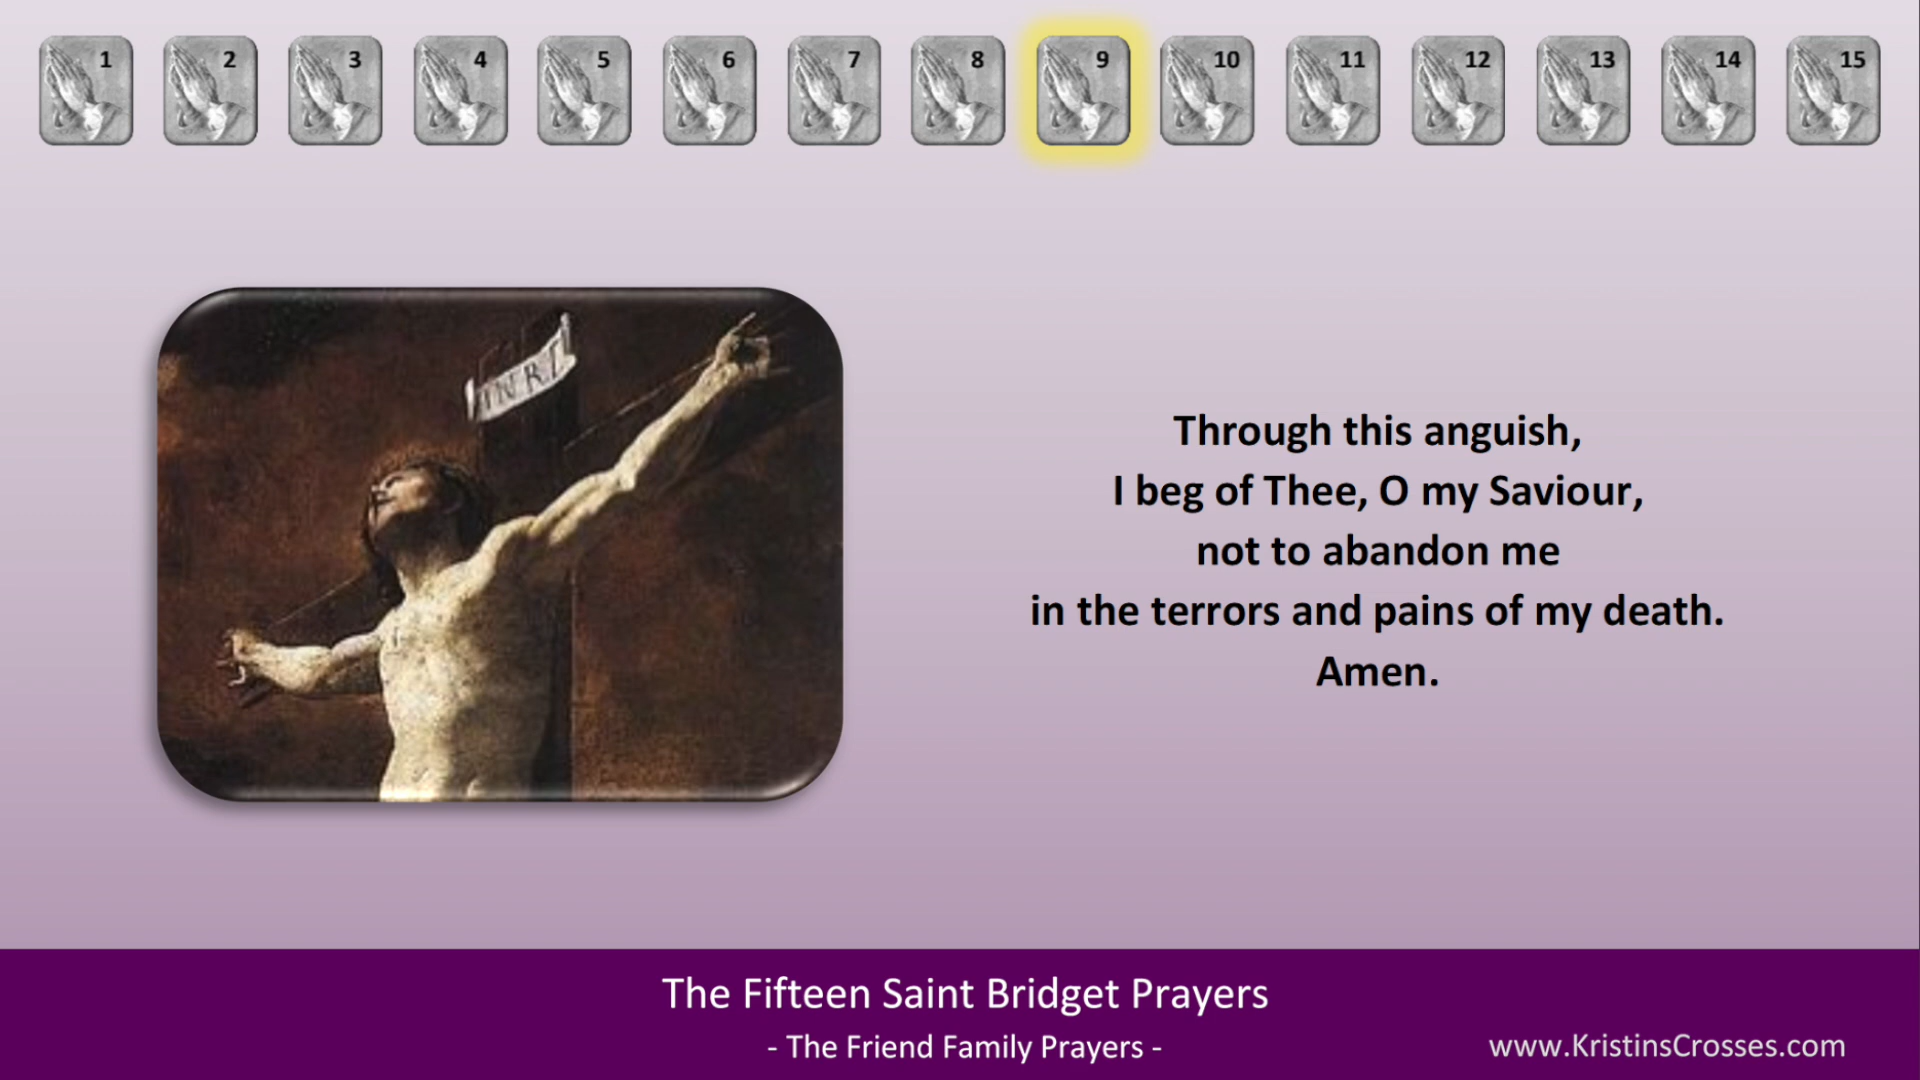 1 2 3 4 5 6 7 8 9 10 11 12 13 14 15
INRI
Through this anguish,
I beg of Thee, O my Saviour,
not to abandon me
in the terrors and pains of my death.
Amen.
The Fifteen Saint Bridget Prayers
- The Friend Family Prayers -
www.KristinsCrosses.com